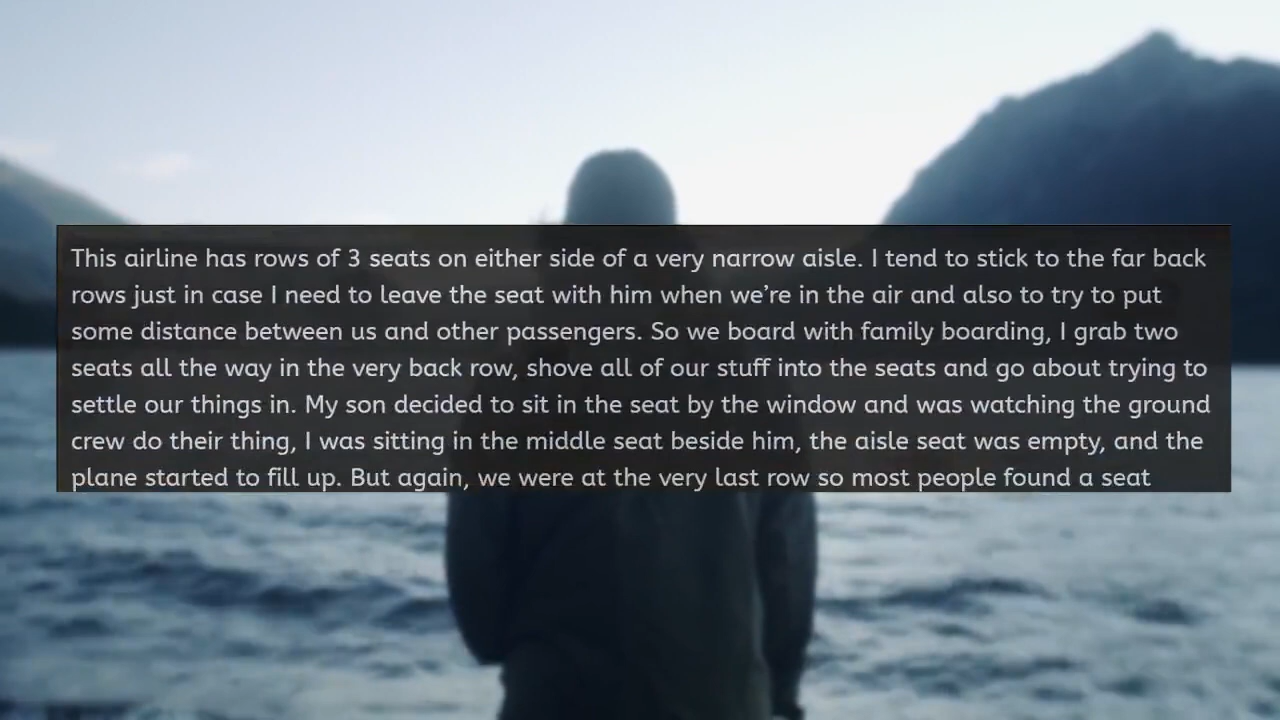 This airline has rows of 3 seats on either side of a very narrow aisle. I tend to stick to the far back
rows just in case I need to leave the seat with him when we’re in the air and also to try to put
some distance between us and other passengers. So we board with family boarding, I grab two
seats all the way in the very back row, shove all of our stuff into the seats and go about trying to
settle our things in. My son decided to sit in the seat by the window and was watching the ground
crew do their thing, I was sitting in the middle seat beside him, the aisle seat was empty, and the
plane started to fill up. But again, we were at the very last row so most people found a seat